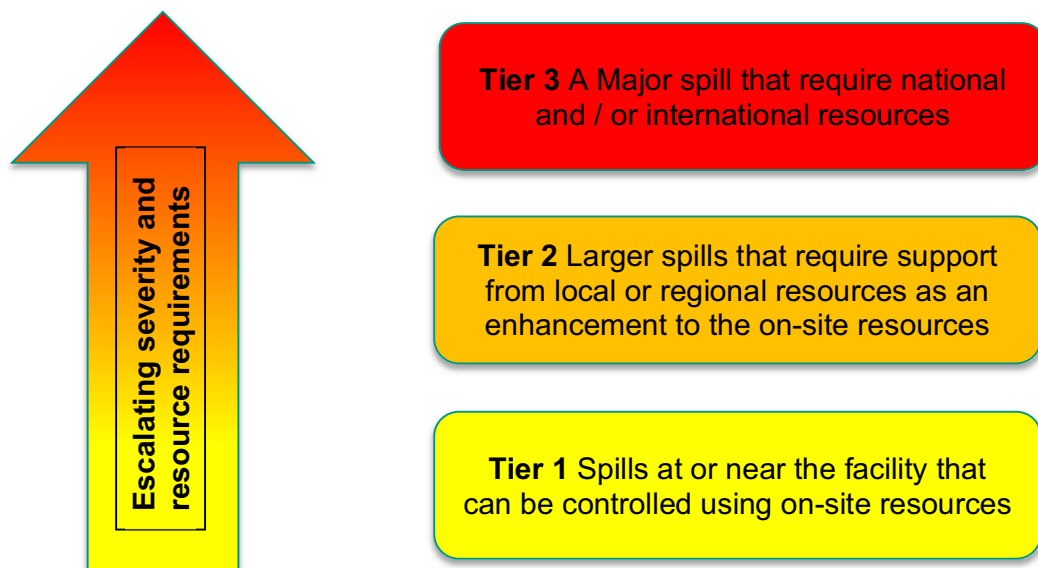 Escalating severity and
resource requirements
Tier 3 A Major spill that require national
and / or international resources
Tier 2 Larger spills that require support
from local or regional resources as an
enhancement to the on-site resources
Tier 1 Spills at or near the facility that
can be controlled using on-site resources